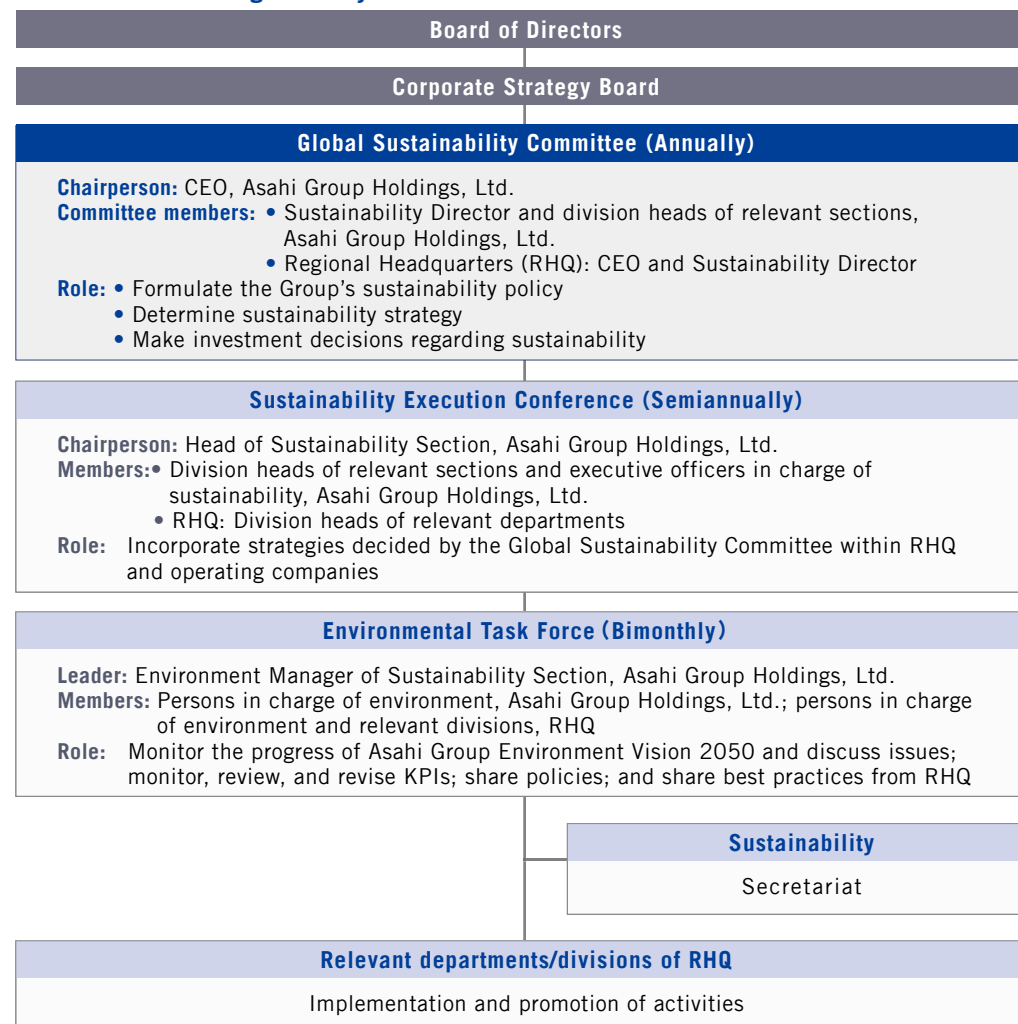 Board of Directors
Corporate Strategy Board
Global Sustainability Committee (Annually)
Chairperson: CEO, Asahi Group Holdings, Ltd.
Committee members: • Sustainability Director and division heads of relevant sections,
Asahi Group Holdings, Ltd.
• Regional Headquarters (RHQ): CEO and Sustainability Director
Role: • Formulate the Group's sustainability policy
• Determine sustainability strategy
• Make investment decisions regarding sustainability
Sustainability Execution Conference (Semiannually)
Chairperson: Head of Sustainability Section, Asahi Group Holdings, Ltd.
Members:• Division heads of relevant sections and executive officers in charge of
sustainability, Asahi Group Holdings, Ltd.
• RHQ: Division heads of relevant departments
Role: Incorporate strategies decided by the Global Sustainability Committee within RHQ
and operating companies
Environmental Task Force (Bimonthly)
Leader: Environment Manager of Sustainability Section, Asahi Group Holdings, Ltd.
Members: Persons in charge of environment, Asahi Group Holdings, Ltd.; persons in charge
of environment and relevant divisions, RHQ
Role: Monitor the progress of Asahi Group Environment Vision 2050 and discuss issues;
monitor, review, and revise KPIs; share policies; and share best practices from RHQ
Sustainability
Secretariat
Relevant departments/divisions of RHQ
Implementation and promotion of activities